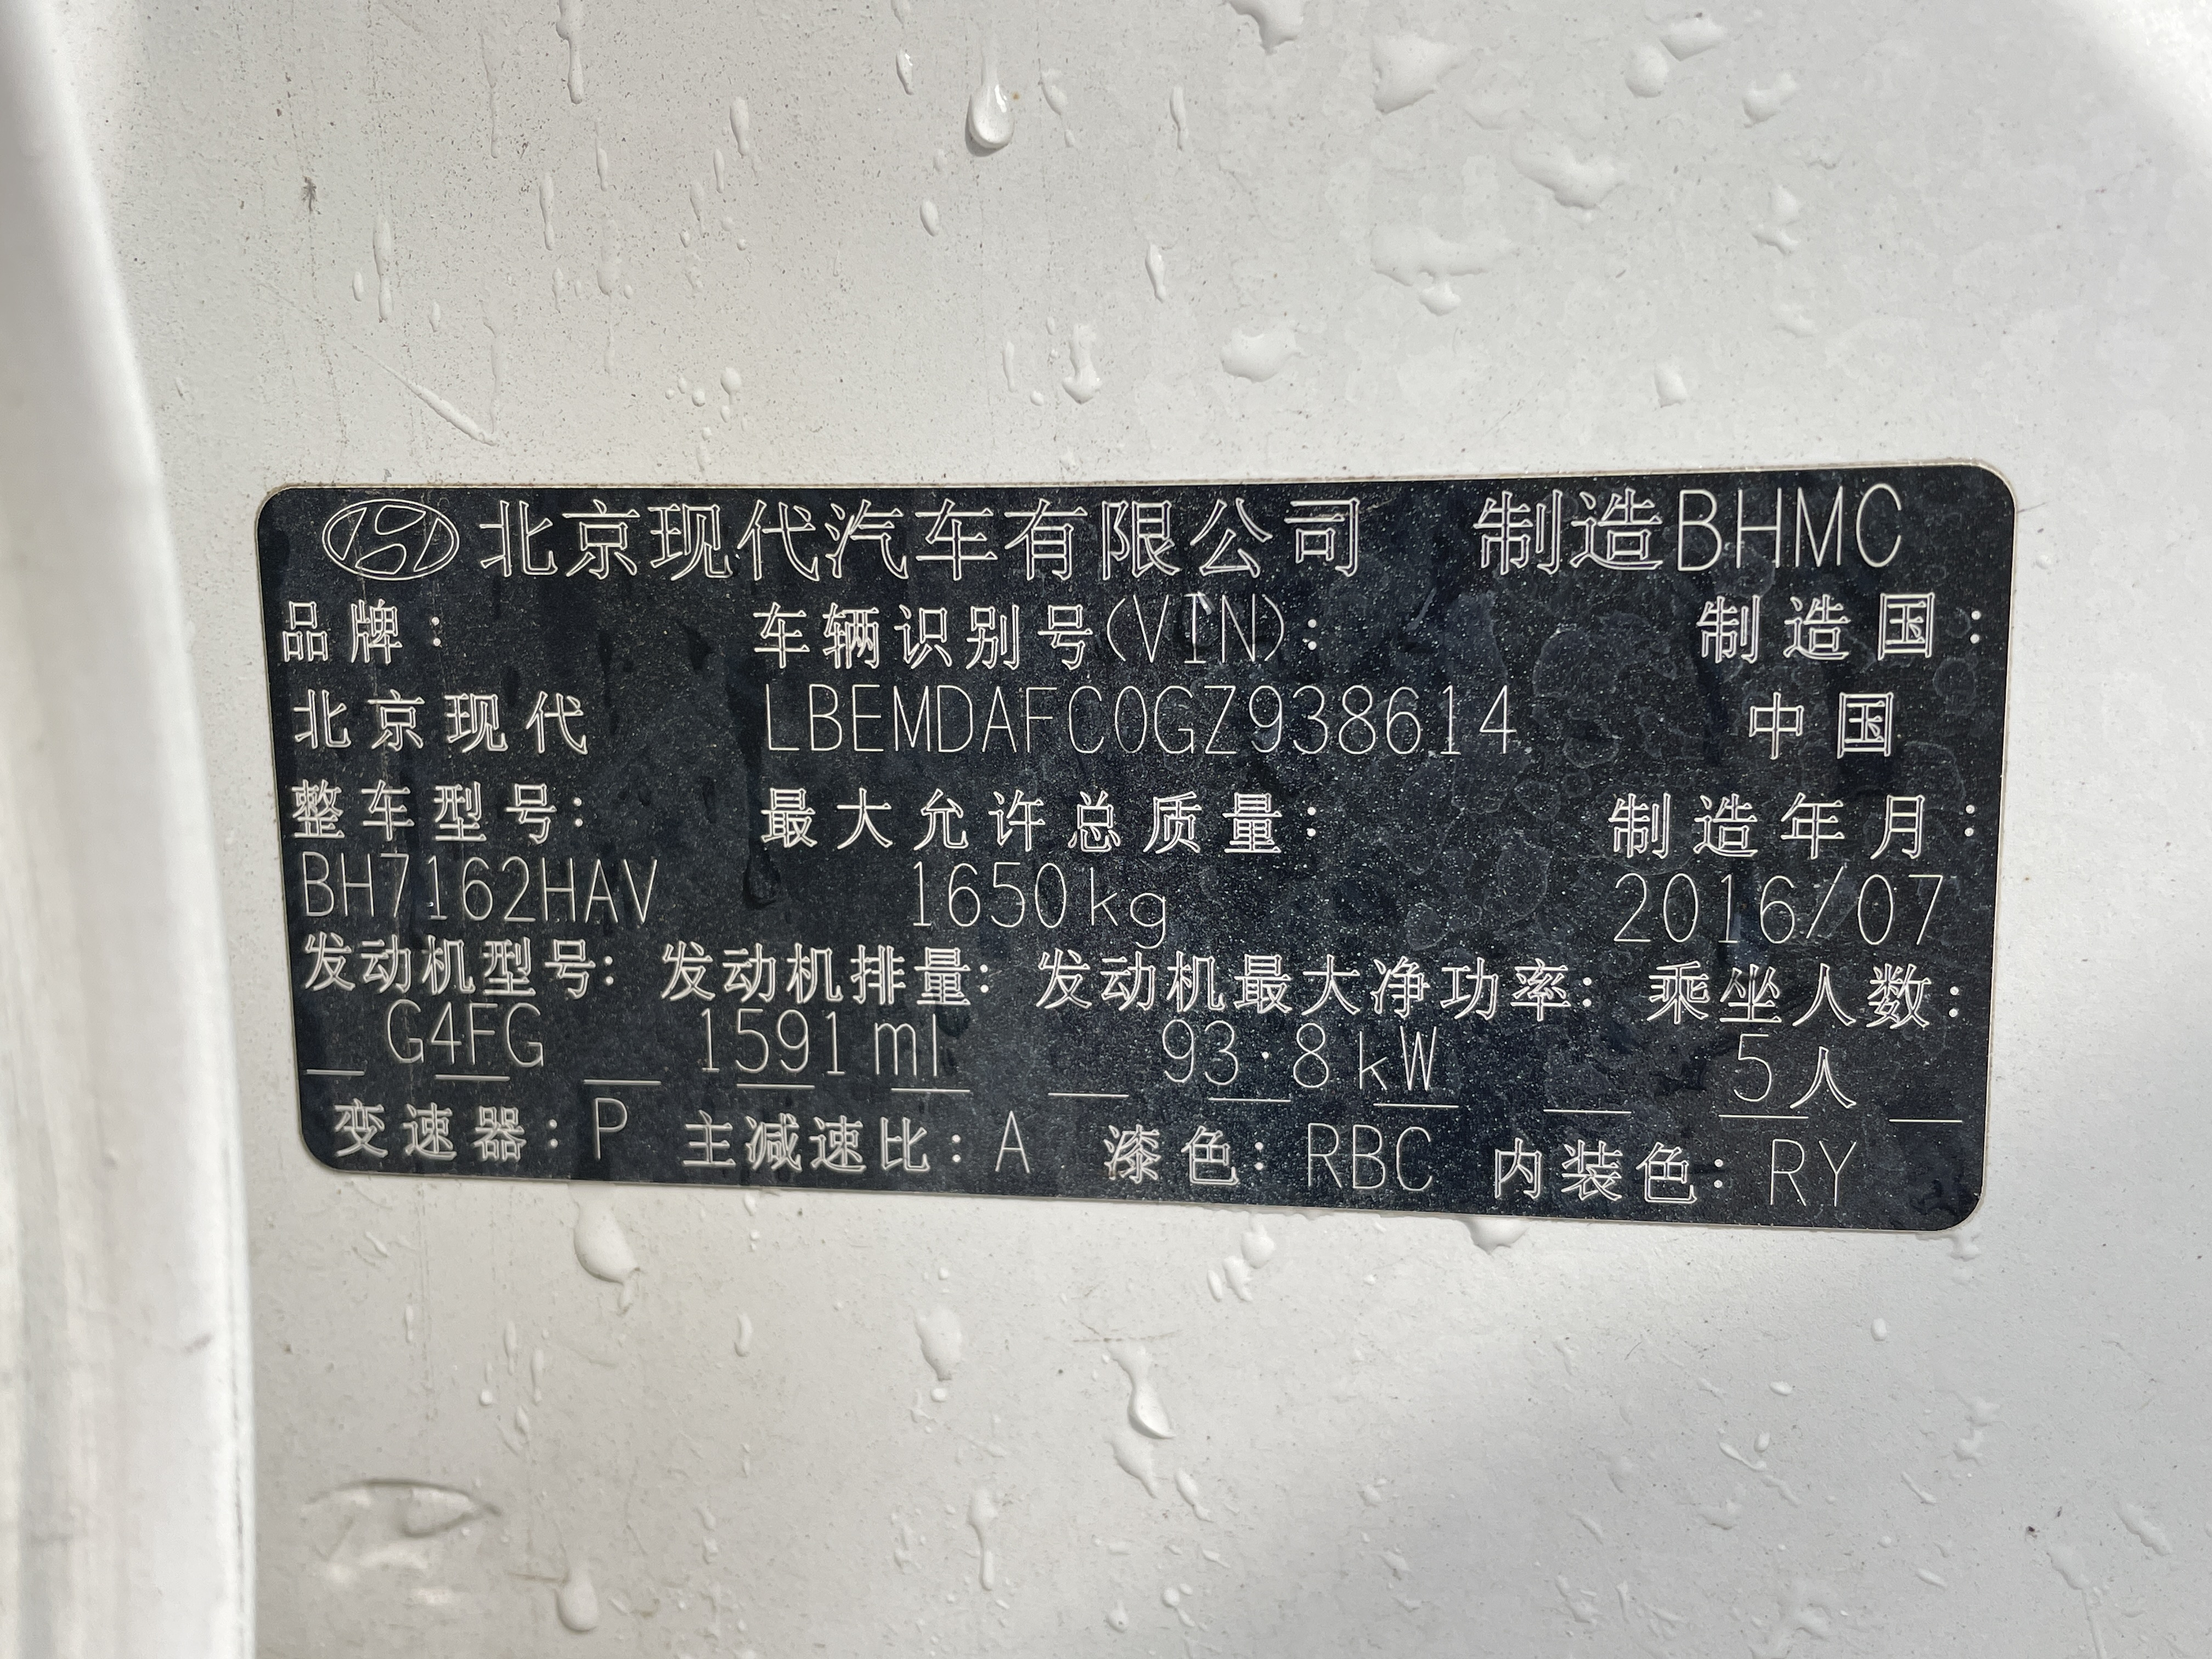 北京现代汽车有限公司 制造BHMC
品牌: 车辆识别号(VIN): 制造国:
北京现代 LBEMDAFC0GZ938614 中国
整车型号: 最大允许总质量: 制造年月:
BH7162HAV 1650kg 2016/07
发动机型号: 发动机排量: 发动机最大净功率: 乘坐人数:
G4FG 1591ml 93.8kW 5人
变速器:P 主减速比:A 漆色:RBC 内装色:RY